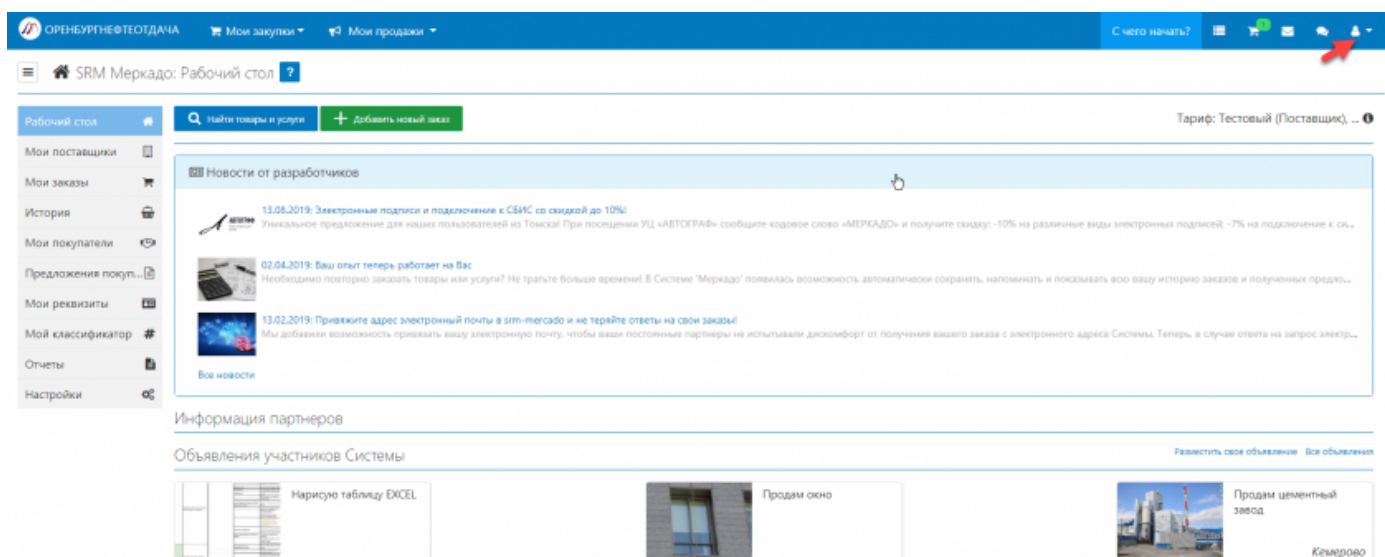 ОРЕНБУРГНЕФТЕОТДАЧА Мои закупки Мои продажи С чего начать? 1
SRM Меркадо: Рабочий стол ?
Рабочий стол
Мои поставщики
Мои заказы
История
Мои покупатели
Предложения покуп...
Мои реквизиты
Мой классификатор #
Отчеты
Настройки
Найти товары и услуги + Добавить новый заказ Тариф: Тестовый (Поставщик), ...
Новости от разработчиков
АВТОГРАФ
13.08.2019: Электронные подписи и подключение к СБИС со скидкой до 10%!
Уникальное предложение для наших пользователей из Томска! При посещении УЦ «АВТОГРАФ» сообщите кодовое слово «МЕРКАДО» и получите скидку: -10% на различные виды электронных подписей; -7% на подключение к си...
02.04.2019: Ваш опыт теперь работает на Вас
Необходимо повторно заказать товары или услуги? Не тратьте больше времени! В Системе 'Меркадо' появилась возможность автоматически сохранять, напоминать и показывать всю вашу историю заказов и полученных предло...
13.02.2019: Привяжите адрес электронный почты в srm-mercado и не теряйте ответы на свои заказы!
Мы добавили возможность привязать вашу электронную почту, чтобы ваши постоянные партнеры не испытывали дискомфорт от получения вашего заказа с электронного адреса Системы. Теперь, в случае ответа на запрос электр...
Все новости
Информация партнеров
Объявления участников Системы Разместить свое объявление Все объявления
Нарисую таблицу EXCEL
Продам окно
Продам цементный
завод
Кемерово